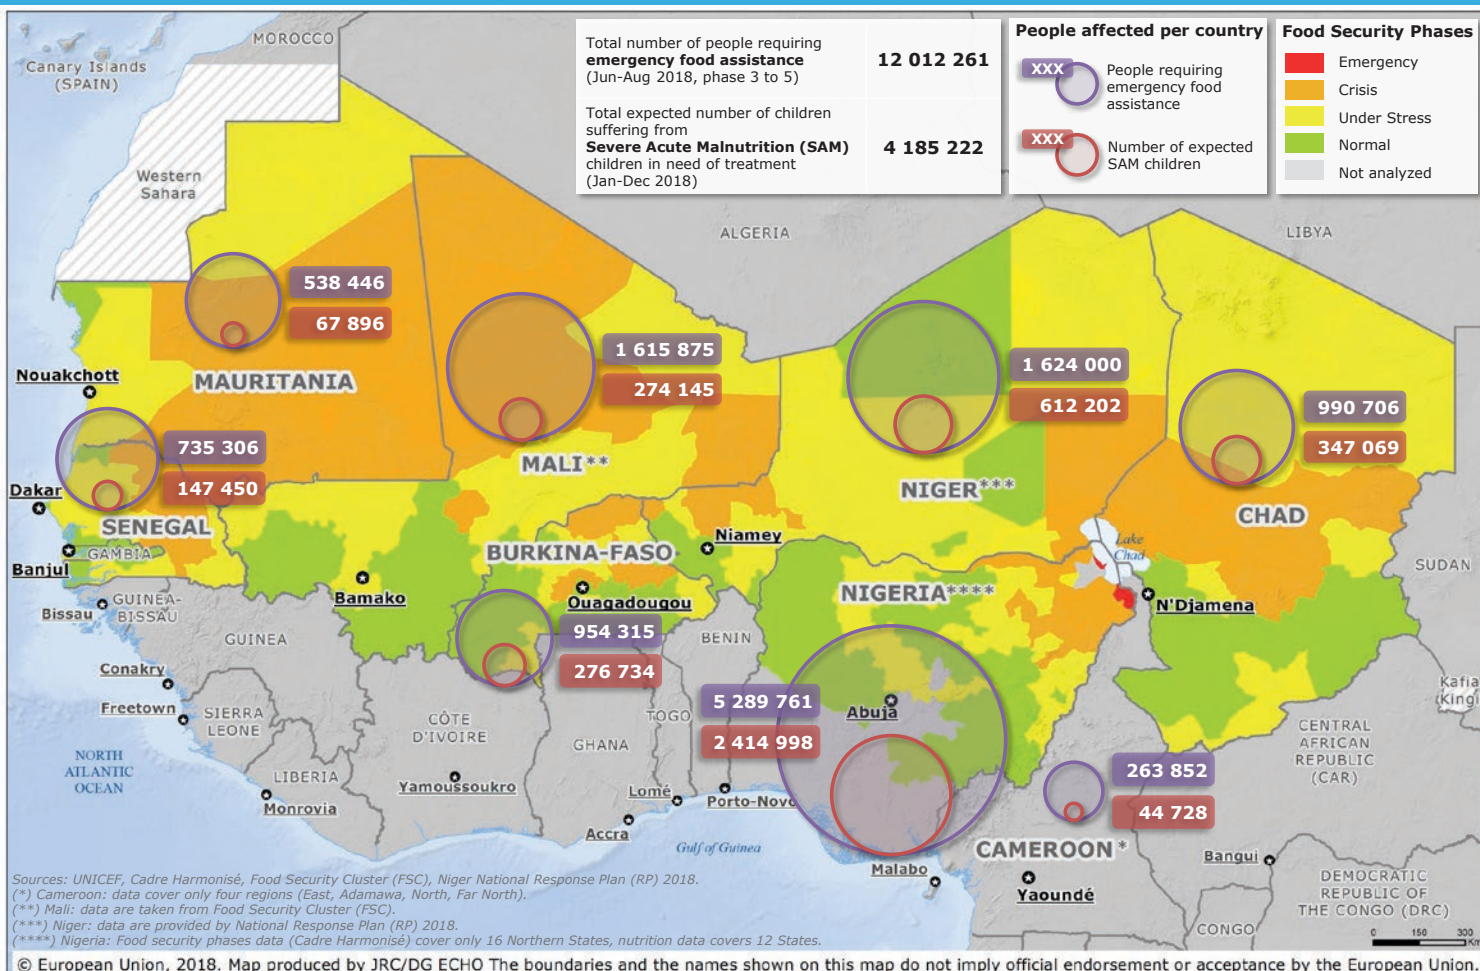 Total number of people requiring
emergency food assistance
(Jun-Aug 2018, phase 3 to 5)
12 012 261
Total expected number of children
suffering from
Severe Acute Malnutrition (SAM)
children in need of treatment
(Jan-Dec 2018)
4 185 222
People affected per country
XXX
People requiring
emergency food
assistance
XXX
Number of expected
SAM children
Food Security Phases
Emergency
Crisis
Under Stress
Normal
Not analyzed
MOROCCO
Canary Islands
(SPAIN)
Western
Sahara
ALGERIA
LIBYA
538 446
67 896
MAURITANIA
Nouakchott
1 615 875
274 145
MALI**
1 624 000
612 202
NIGER***
990 706
347 069
CHAD
735 306
147 450
Dakar
SENEGAL
GAMBIA
Banjul
Bissau
GUINEA-
BISSAU
GUINEA
Bamako
BURKINA-FASO
Niamey
Ouagadougou
954 315
276 734
NIGERIA****
Lake
Chad
N'Djamena
SUDAN
BENIN
Conakry
Freetown
SIERRA
LEONE
CÔTE
D'IVOIRE
GHANA
TOGO
5 289 761
2 414 998
Abuja
Kafia
Kingi
CENTRAL
AFRICAN
REPUBLIC
(CAR)
NORTH
ATLANTIC
OCEAN
LIBERIA
Monrovia
Yamoussoukro
Lomé
Porto-Novo
Accra
Gulf of Guinea
263 852
44 728
CAMEROON*
Malabo
Yaoundé
Bangui
DEMOCRATIC
REPUBLIC OF
THE CONGO (DRC)
CONGO
0 150 300
Km
Sources: UNICEF, Cadre Harmonisé, Food Security Cluster (FSC), Niger National Response Plan (RP) 2018.
(*) Cameroon: data cover only four regions (East, Adamawa, North, Far North).
(**) Mali: data are taken from Food Security Cluster (FSC).
(***) Niger: data are provided by National Response Plan (RP) 2018.
(****) Nigeria: Food security phases data (Cadre Harmonisé) cover only 16 Northern States, nutrition data covers 12 States.
© European Union, 2018. Map produced by JRC/DG ECHO The boundaries and the names shown on this map do not imply official endorsement or acceptance by the European Union.